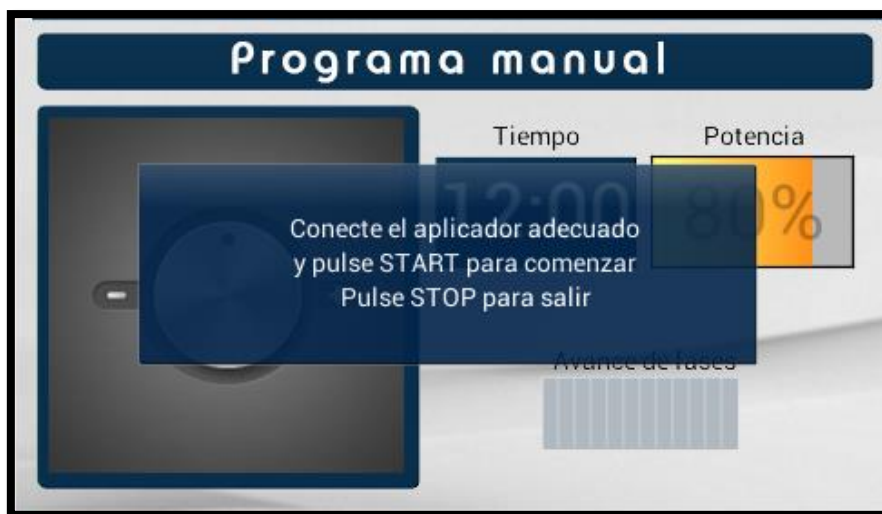 Programa manual
Tiempo
Potencia
12:00
80%
Conecte el aplicador adecuado
y pulse START para comenzar
Pulse STOP para salir
Avance de fases